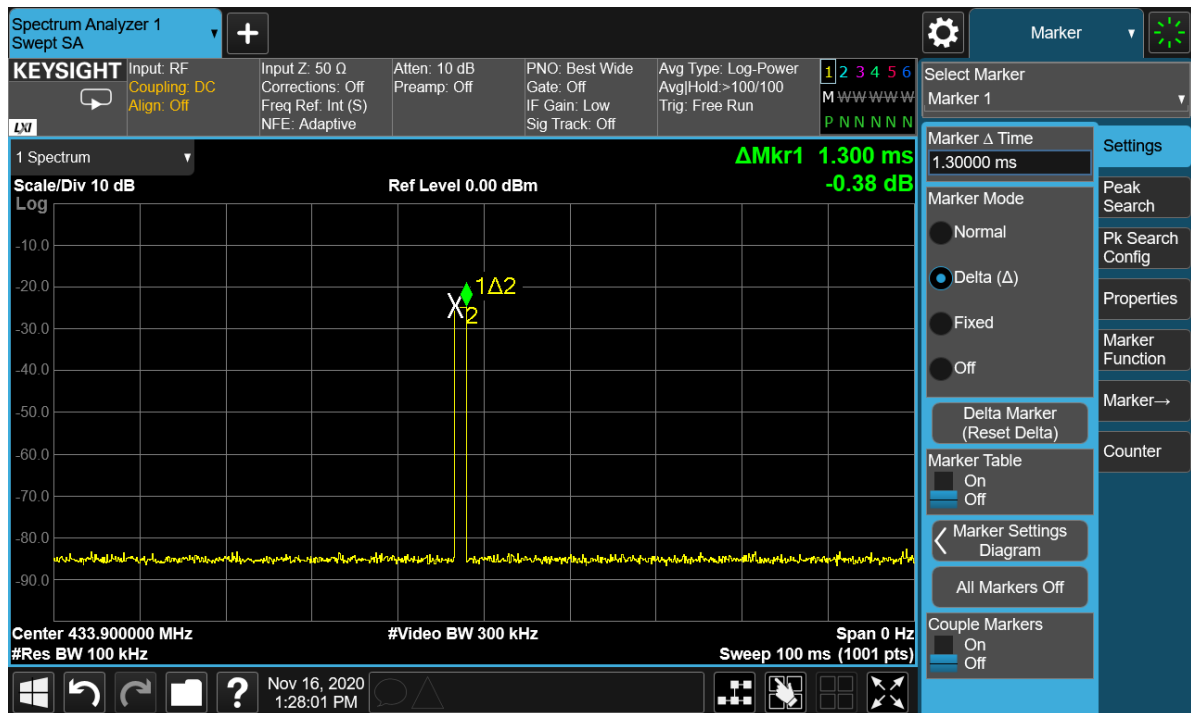 Spectrum Analyzer 1
Swept SA
+
Marker
KEYSIGHT
LXI
Input: RF
Coupling: DC
Align: Off
Input Z: 50 Ω
Corrections: Off
Freq Ref: Int (S)
NFE: Adaptive
Atten: 10 dB
Preamp: Off
PNO: Best Wide
Gate: Off
IF Gain: Low
Sig Track: Off
Avg Type: Log-Power
Avg|Hold:>100/100
Trig: Free Run
1 2 3 4 5 6
M W W W W W
P N N N N N
1 Spectrum
Scale/Div 10 dB
Log
Ref Level 0.00 dBm
ΔMkr1 1.300 ms
-0.38 dB
-10.0
-20.0
-30.0
-40.0
-50.0
-60.0
-70.0
-80.0
-90.0
1Δ2
X
2
Center 433.900000 MHz
#Res BW 100 kHz
#Video BW 300 kHz
Span 0 Hz
Sweep 100 ms (1001 pts)
Select Marker
Marker 1
Marker Δ Time
1.30000 ms
Marker Mode
Normal
Delta (Δ)
Fixed
Off
Delta Marker
(Reset Delta)
Marker Table
On
Off
Marker Settings
Diagram
All Markers Off
Couple Markers
On
Off
Settings
Peak
Search
Pk Search
Config
Properties
Marker
Function
Marker→
Counter
?
Nov 16, 2020
1:28:01 PM